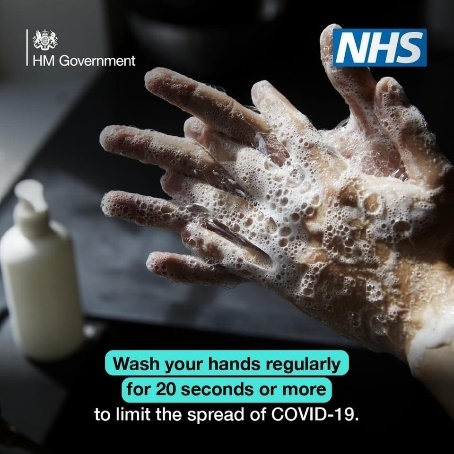 HM Government
NHS
Wash your hands regularly
for 20 seconds or more
to limit the spread of COVID-19.